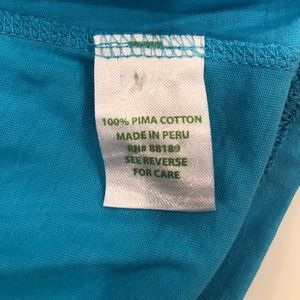 100% PIMA COTTON
MADE IN PERU
RN# 88189
SEE REVERSE
FOR CARE